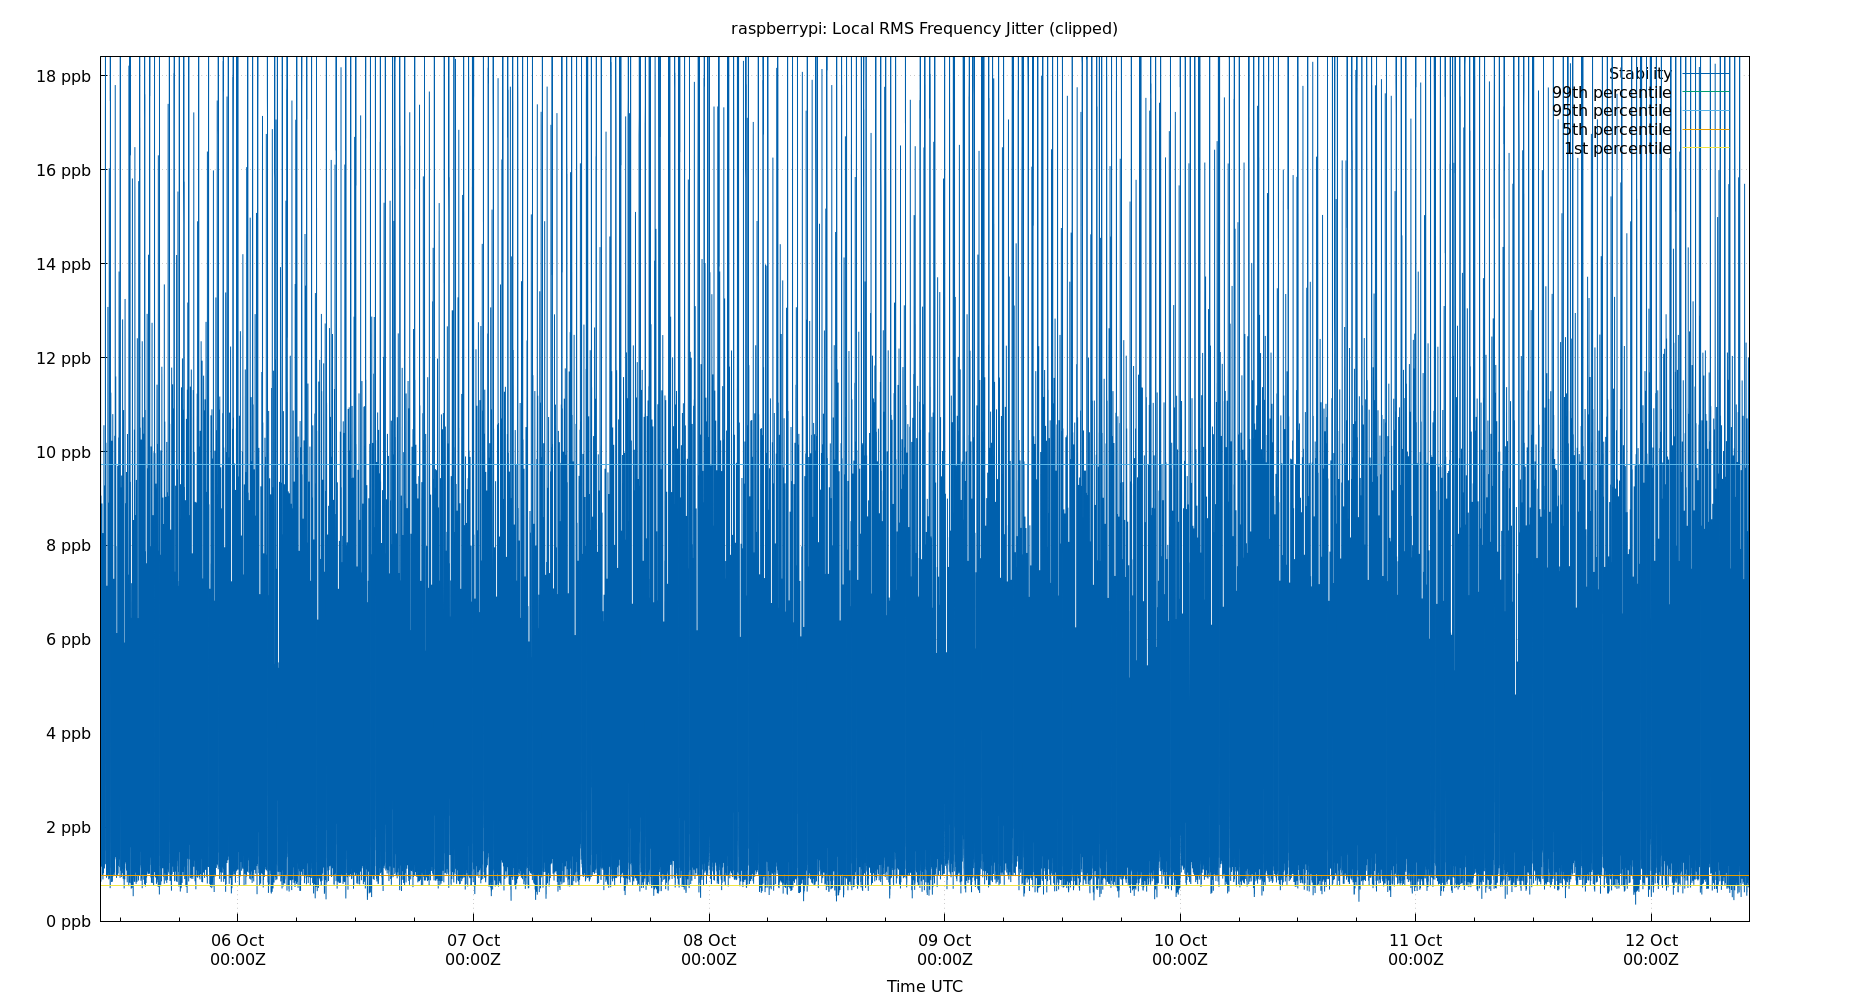 raspberrypi: Local RMS Frequency Jitter (clipped)
18 ppb
16 ppb
14 ppb
12 ppb
10 ppb
8 ppb
6 ppb
4 ppb
2 ppb
0 ppb
Stability
99th percentile
95th percentile
5th percentile
1st percentile
06 Oct
00:00Z
07 Oct
00:00Z
08 Oct
00:00Z
09 Oct
00:00Z
10 Oct
00:00Z
11 Oct
00:00Z
12 Oct
00:00Z
Time UTC